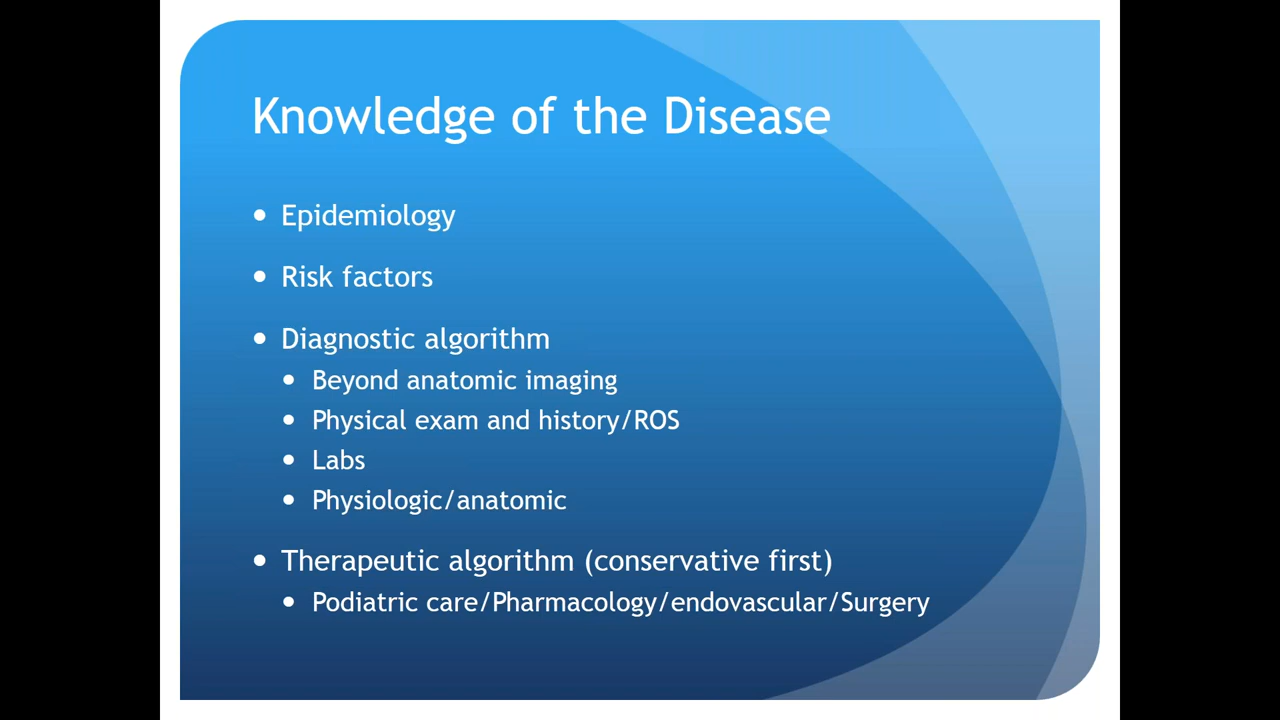 Knowledge of the Disease
• Epidemiology
• Risk factors
• Diagnostic algorithm
• Beyond anatomic imaging
• Physical exam and history/ROS
• Labs
• Physiologic/anatomic
• Therapeutic algorithm (conservative first)
• Podiatric care/Pharmacology/endovascular/Surgery